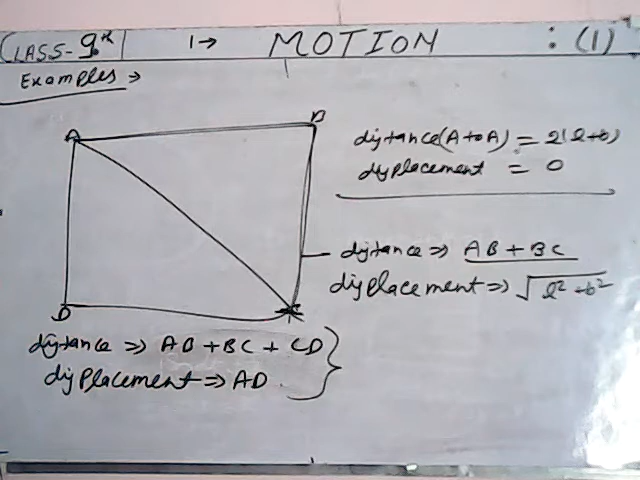 CLASS-9th 1→ MOTION : (1)
Examples →
A B
distance(A to A) = 2(l+b)
displacement = 0
distance ⇒ AB + BC
displacement ⇒ √l²+b²
D
distance ⇒ AB + BC + CD
displacement ⇒ AD